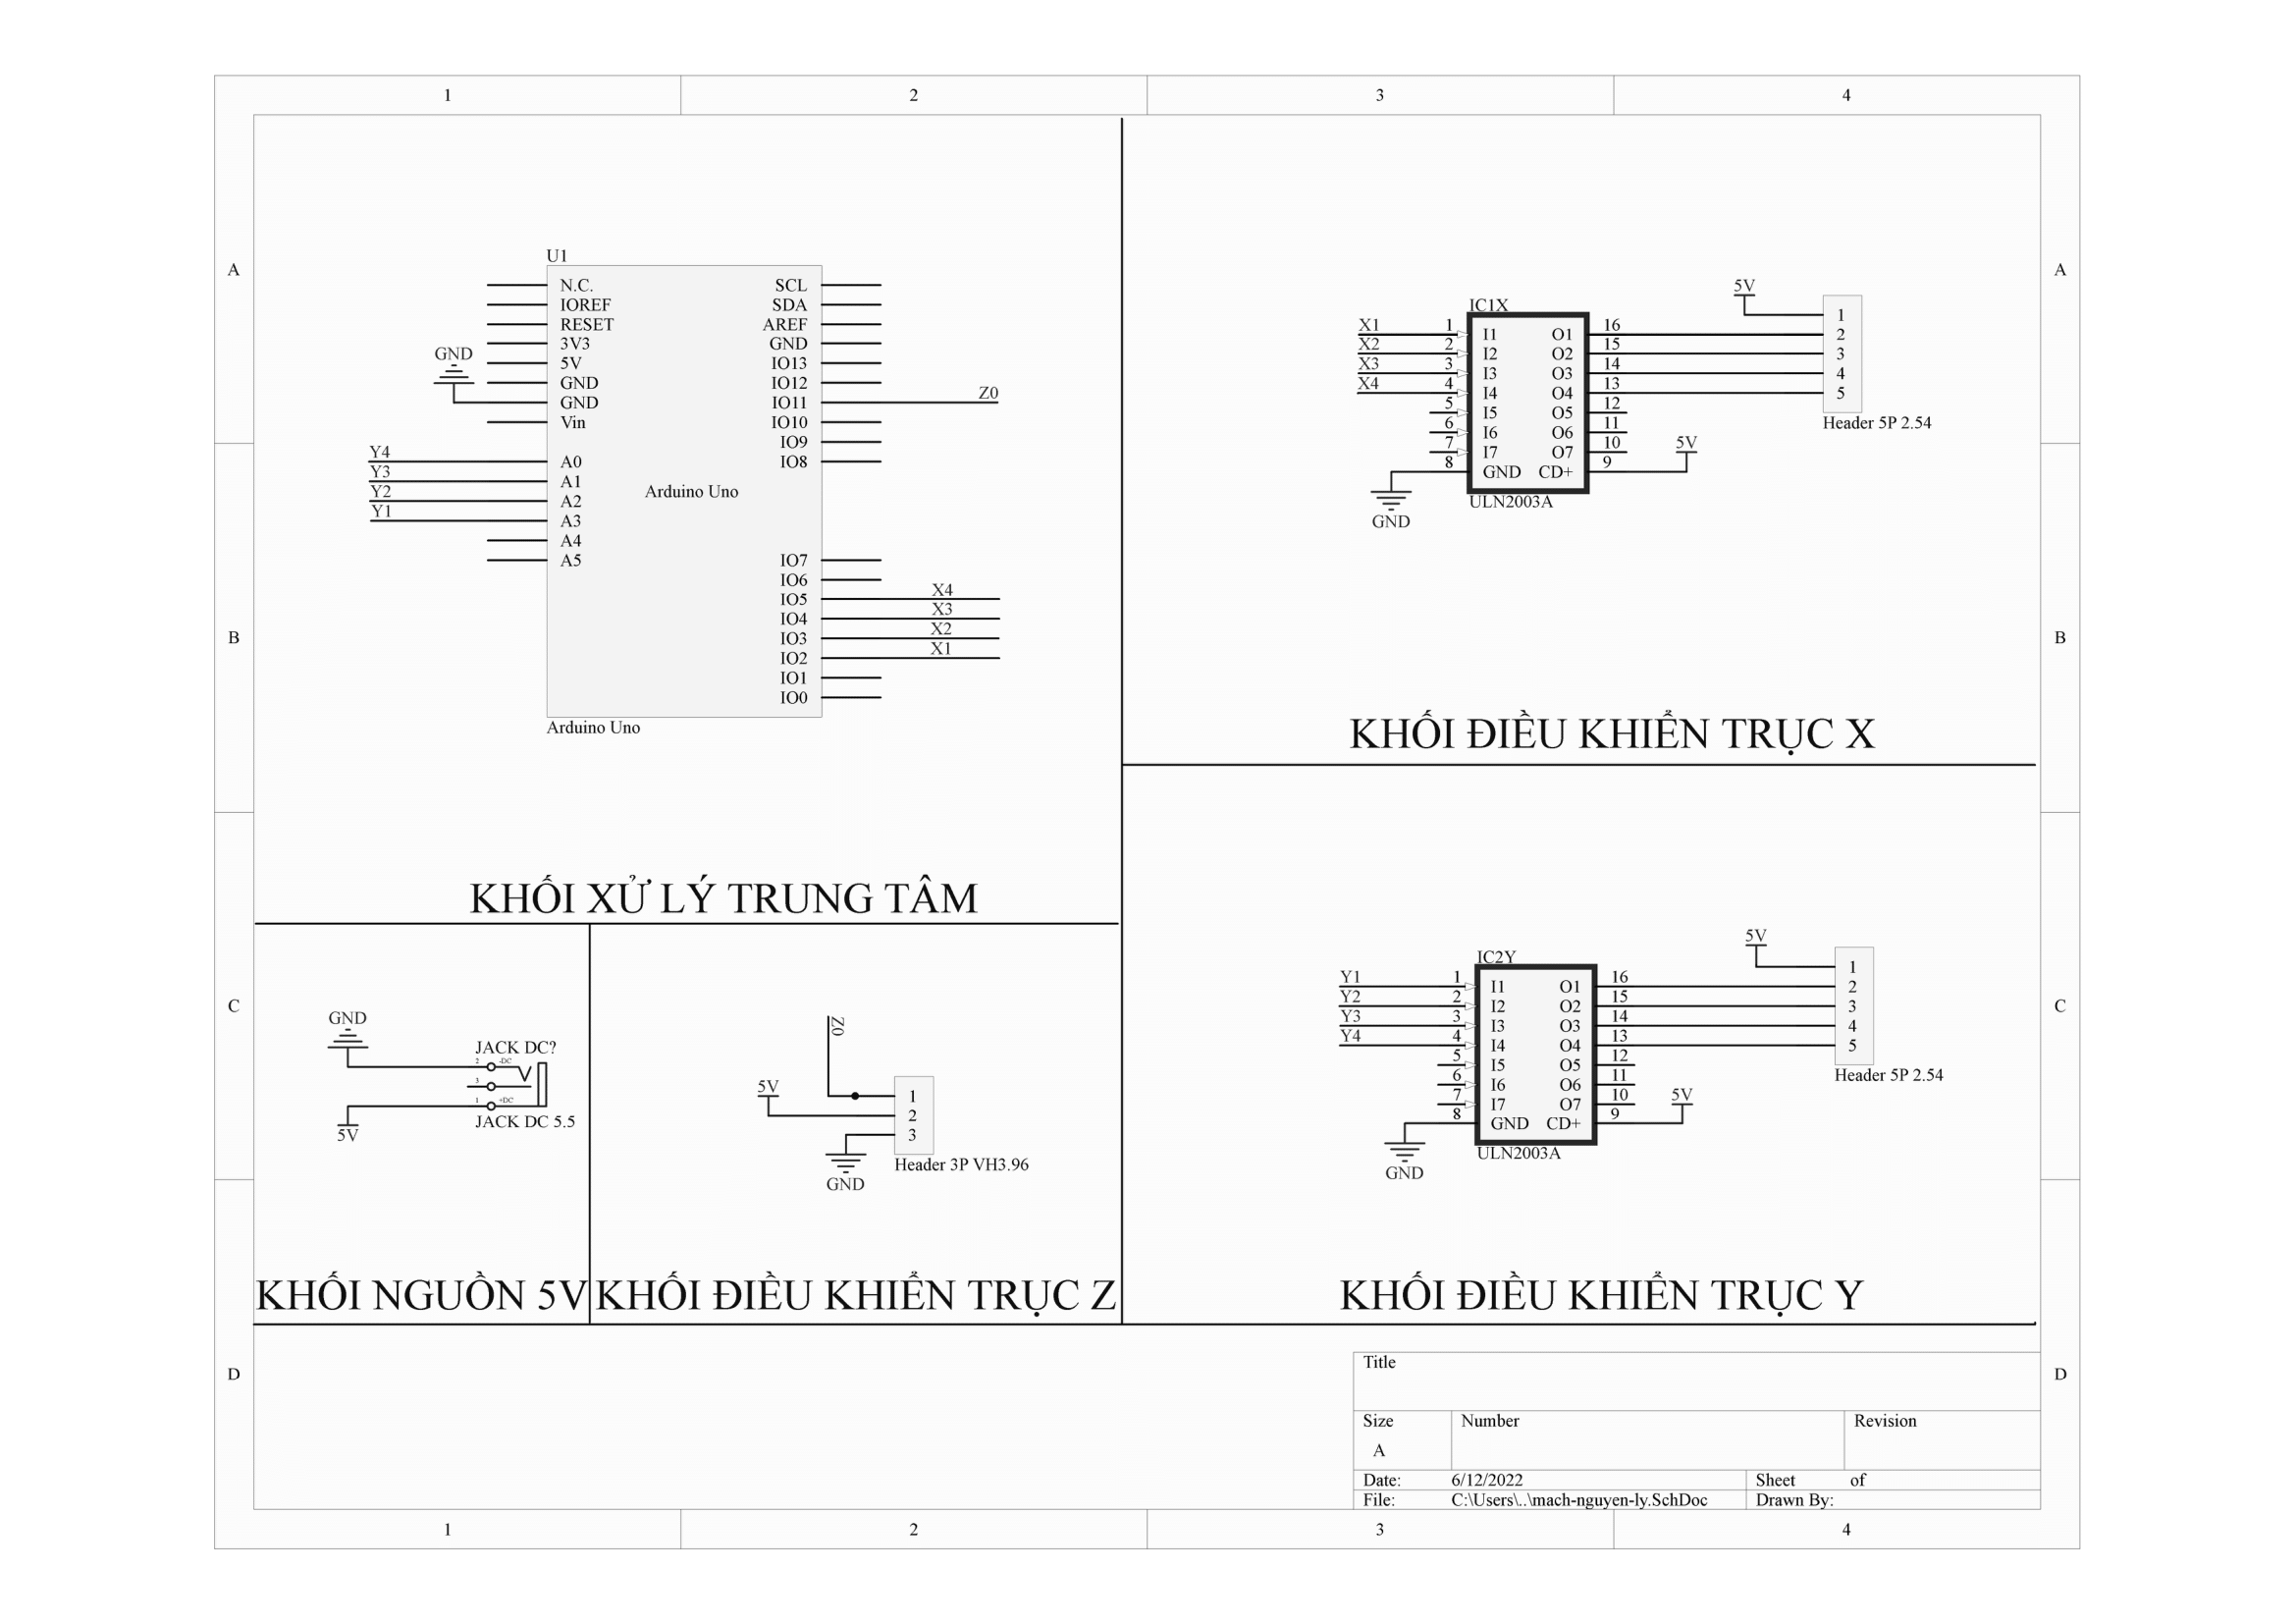 1 2 3 4
A A
B B
C C
D D
U1
N.C. SCL
IOREF SDA
RESET AREF
3V3 GND
GND
5V IO13
GND IO12
GND IO11 Z0
Vin IO10
IO9
Y4 A0 IO8
Y3 A1
Y2 A2 Arduino Uno
Y1 A3
A4
A5 IO7
IO6
IO5 X4
IO4 X3
IO3 X2
IO2 X1
IO1
IO0
Arduino Uno
KHỐI XỬ LÝ TRUNG TÂM
IC1X
5V
1
X1 1 I1 O1 16 2
X2 2 I2 O2 15 3
X3 3 I3 O3 14 4
X4 4 I4 O4 13 5
5 I5 O5 12
Header 5P 2.54
6 I6 O6 11
7 I7 O7 10 5V
8 GND CD+ 9
ULN2003A
GND
KHỐI ĐIỀU KHIỂN TRỤC X
GND
JACK DC?
2 -DC
3
1 +DC
5V
JACK DC 5.5
KHỐI NGUỒN 5V
Z0
5V
1
2
3
Header 3P VH3.96
GND
KHỐI ĐIỀU KHIỂN TRỤC Z
5V
IC2Y
1
Y1 1 I1 O1 16 2
Y2 2 I2 O2 15 3
Y3 3 I3 O3 14 4
Y4 4 I4 O4 13 5
5 I5 O5 12
Header 5P 2.54
6 I6 O6 11
7 I7 O7 10 5V
8 GND CD+ 9
ULN2003A
GND
KHỐI ĐIỀU KHIỂN TRỤC Y
Title
Size Number Revision
A
Date: 6/12/2022 Sheet of
File: C:\Users\..\mach-nguyen-ly.SchDoc Drawn By:
1 2 3 4